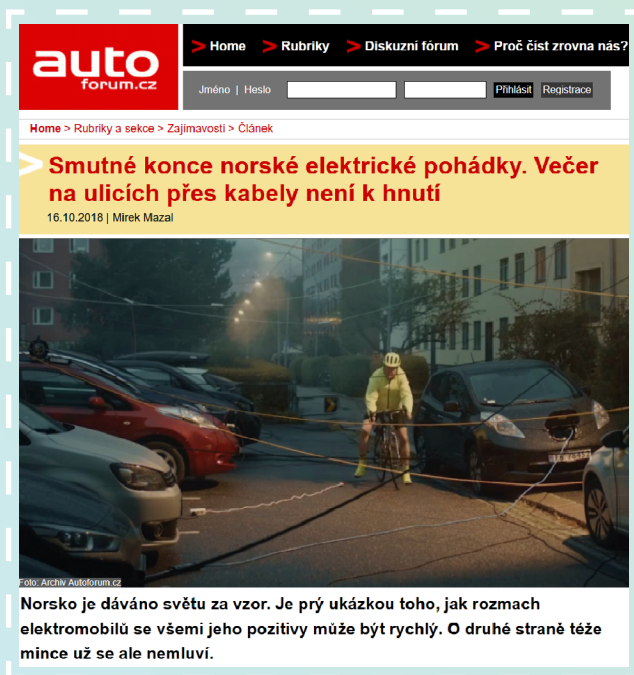 auto
forum.cz
> Home > Rubriky > Diskuzní fórum > Proč číst zrovna nás?
Jméno | Heslo Přihlásit Registrace
Home > Rubriky a sekce > Zajímavosti > Článek
> Smutné konce norské elektrické pohádky. Večer
na ulicích přes kabely není k hnutí
16.10.2018 | Mirek Mazal
Foto: Archiv Autoforum.cz
Norsko je dáváno světu za vzor. Je prý ukázkou toho, jak rozmach
elektromobilů se všemi jeho pozitivy může být rychlý. O druhé straně téže
mince už se ale nemluví.